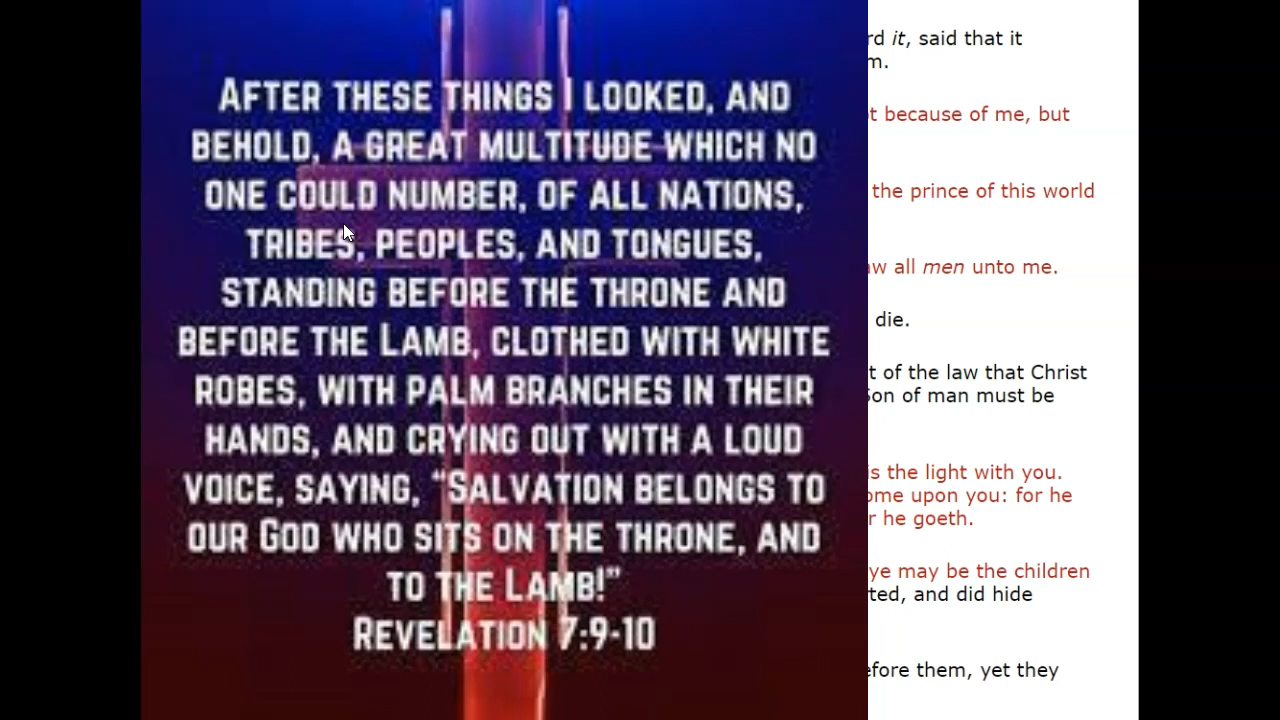 After these things I looked, and
behold, a great multitude which no
one could number, of all nations,
tribes, peoples, and tongues,
standing before the throne and
before the Lamb, clothed with white
robes, with palm branches in their
hands, and crying out with a loud
voice, saying, “Salvation belongs to
our God who sits on the throne, and
to the Lamb!”
Revelation 7:9-10
it, said that it
because of me, but
the prince of this world
all men unto me.
die.
of the law that Christ
Son of man must be
is the light with you.
upon you: for he
he goeth.
ye may be the children
and did hide
them, yet they